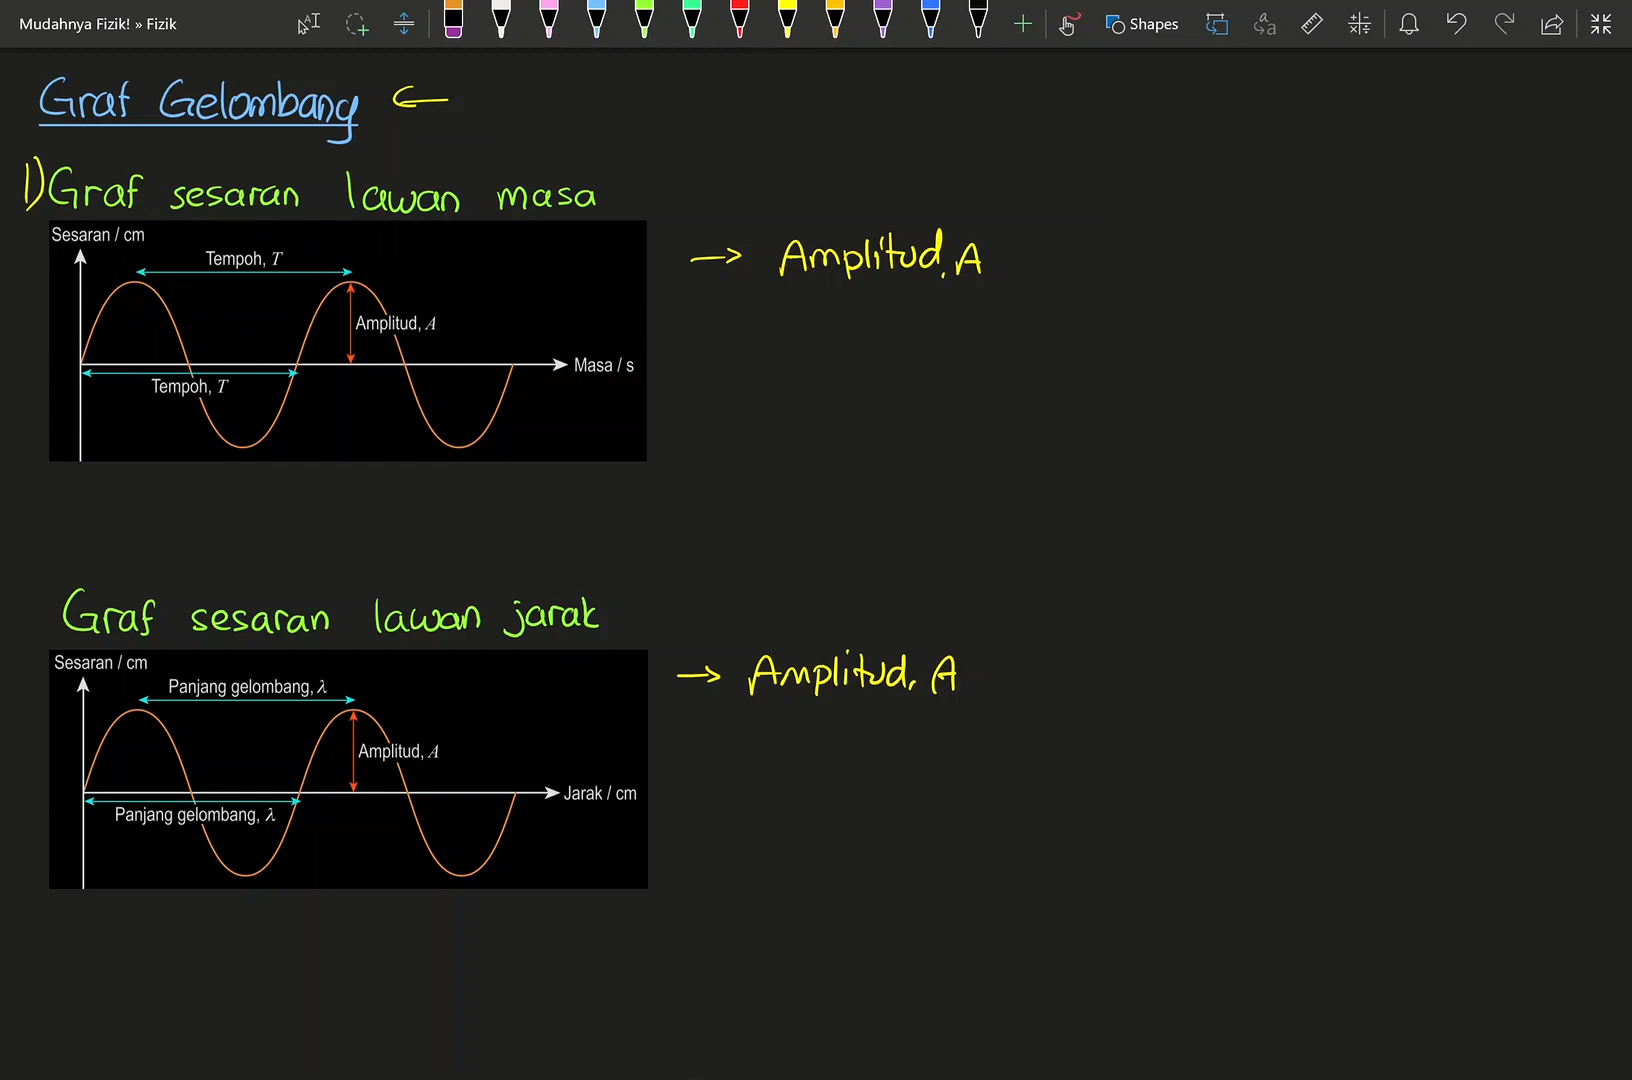 Mudahnya Fizik! » Fizik
Shapes
Graf Gelombang
1) Graf sesaran lawan masa
Sesaran / cm
Tempoh, T
Amplitud, A
Masa / s
Tempoh, T
→ Amplitud, A
Graf sesaran lawan jarak
Sesaran / cm
Panjang gelombang, λ
Amplitud, A
Jarak / cm
Panjang gelombang, λ
→ Amplitud, A